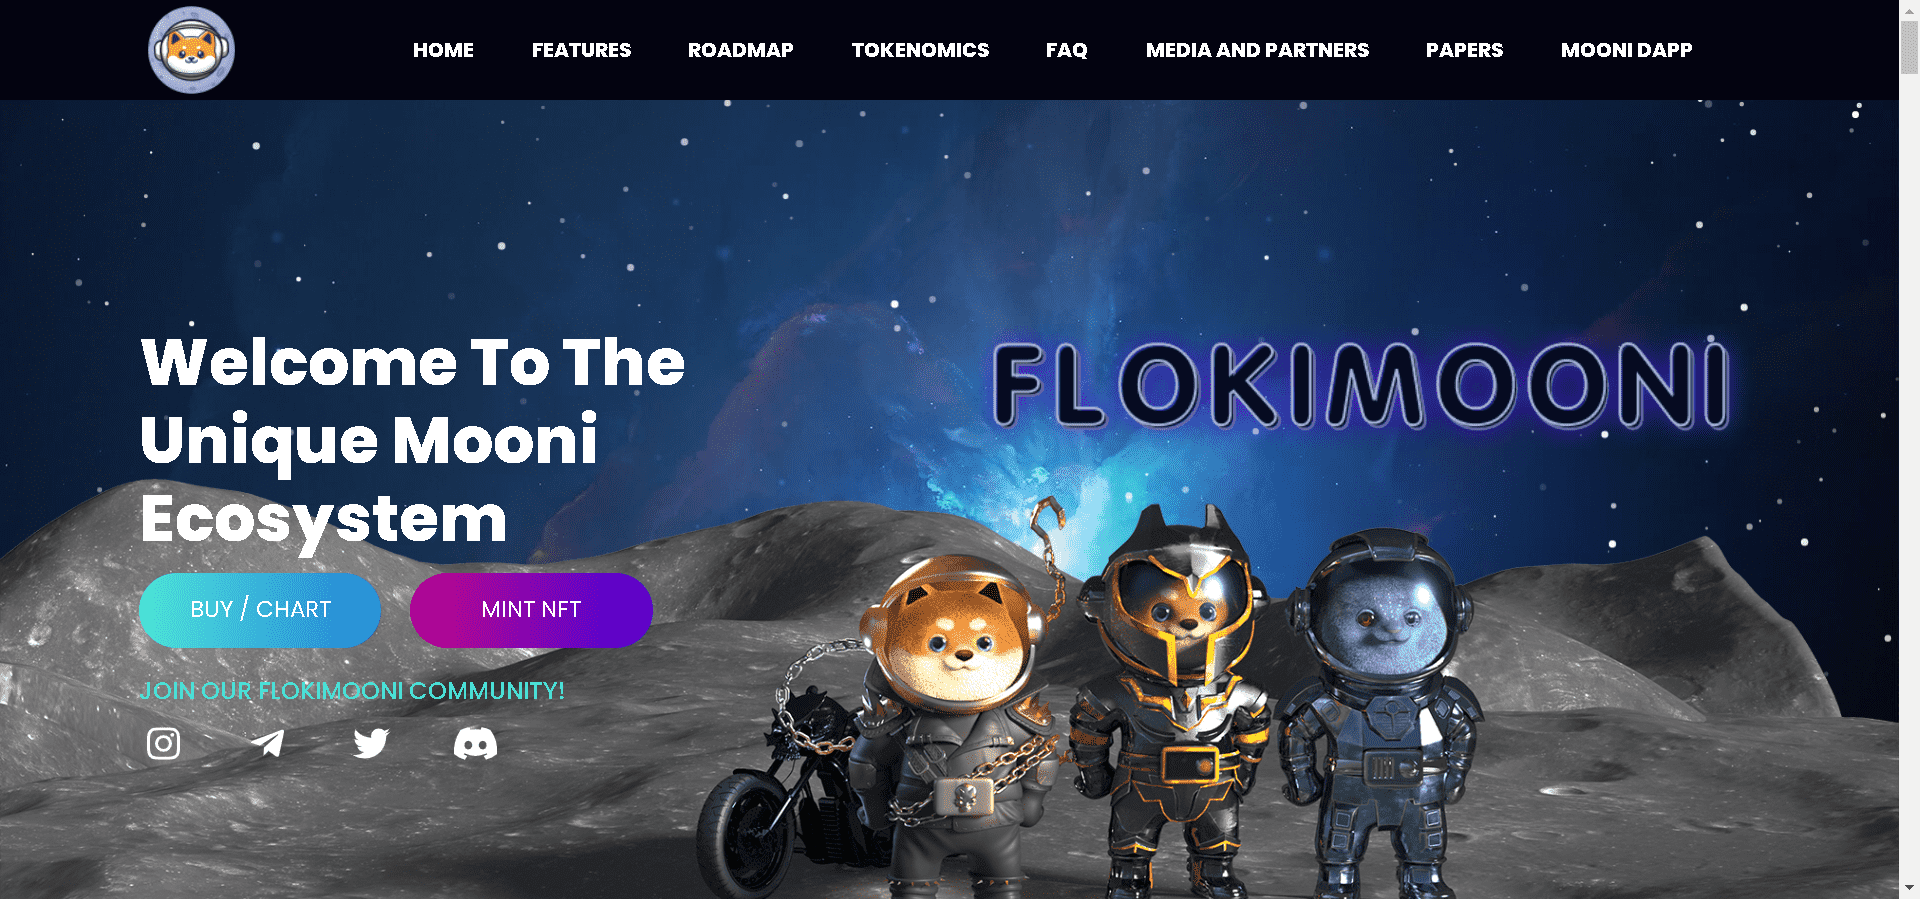 HOME
FEATURES
ROADMAP
TOKENOMICS
FAQ
MEDIA AND PARTNERS
PAPERS
MOONI DAPP
Welcome To The
Unique Mooni
Ecosystem
FLOKIMOONI
BUY / CHART
MINT NFT
JOIN OUR FLOKIMOONI COMMUNITY!